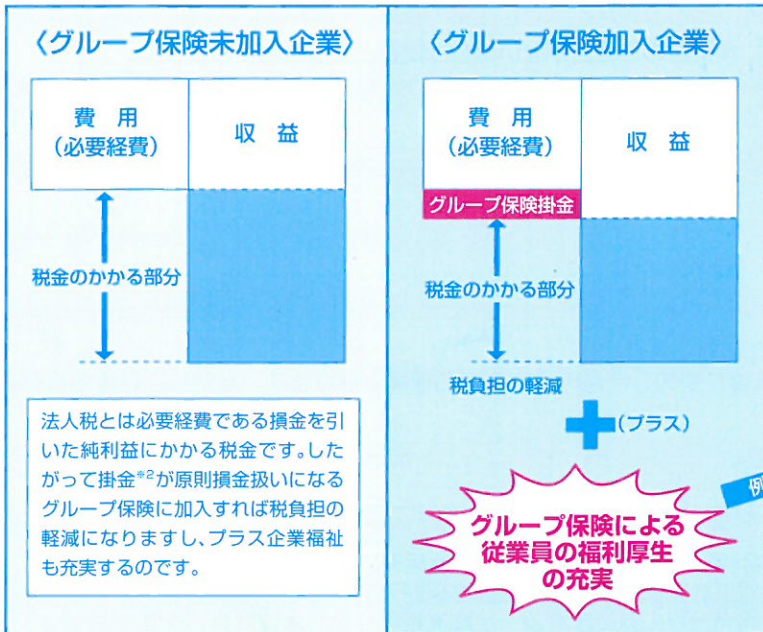 〈グループ保険未加入企業〉
費 用
(必要経費)
収 益
税金のかかる部分
法人税とは必要経費である損金を引
いた純利益にかかる税金です。した
がって掛金※2が原則損金扱いになる
グループ保険に加入すれば税負担の
軽減になりますし、プラス企業福祉
も充実するのです。
〈グループ保険加入企業〉
費 用
(必要経費)
収 益
グループ保険掛金
税金のかかる部分
税負担の軽減
(プラス)
グループ保険による
従業員の福利厚生
の充実
例